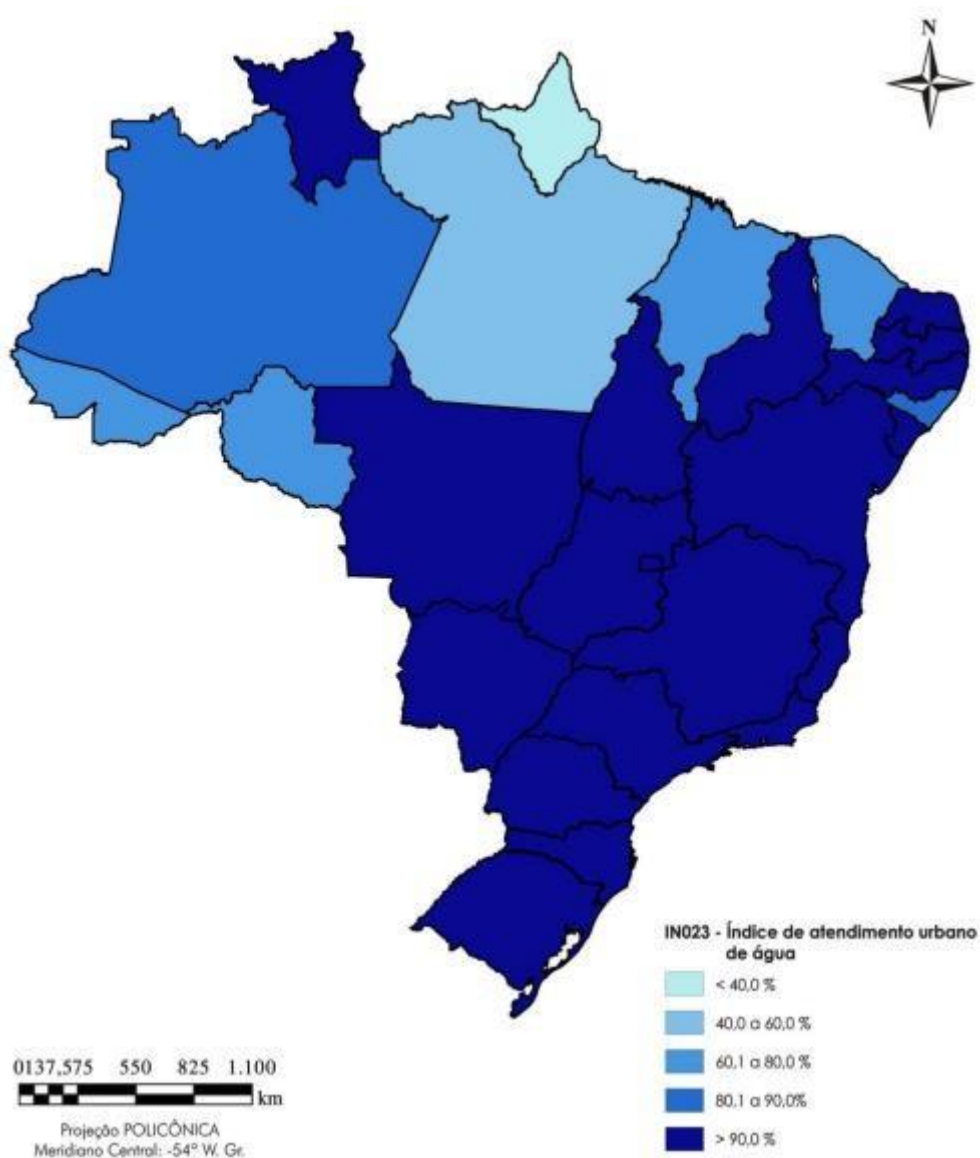 N
IN023 - Índice de atendimento urbano
de água
< 40,0 %
40,0 a 60,0 %
60,1 a 80,0 %
80,1 a 90,0%
> 90,0 %
0137,575 550 825 1.100
km
Projeção POLICÔNICA
Meridiano Central: -54º W. Gr.